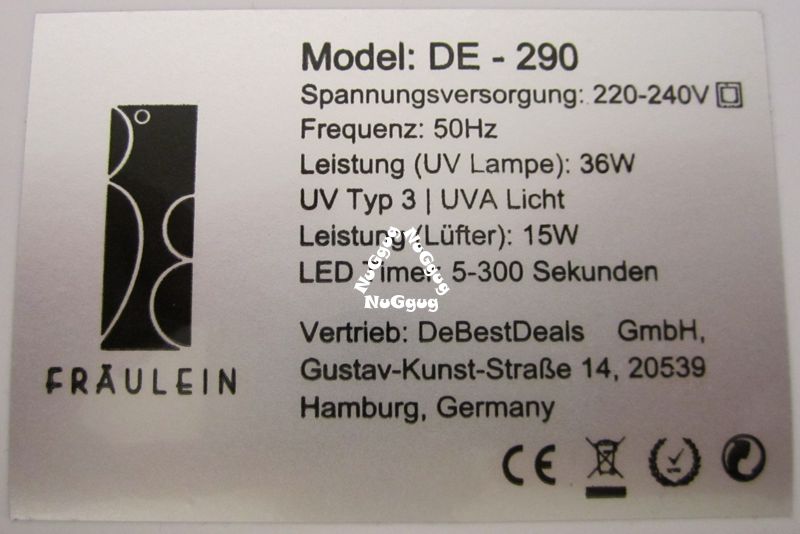 Model: DE - 290
Spannungsversorgung: 220-240V
Frequenz: 50Hz
Leistung (UV Lampe): 36W
UV Typ 3 | UVA Licht
Leistung (Lüfter): 15W
LED Timer: 5-300 Sekunden
NuGgug NuGgug
NuGgug
Vertrieb: DeBestDeals GmbH,
Gustav-Kunst-Straße 14, 20539
Hamburg, Germany
FRÄULEIN
CE